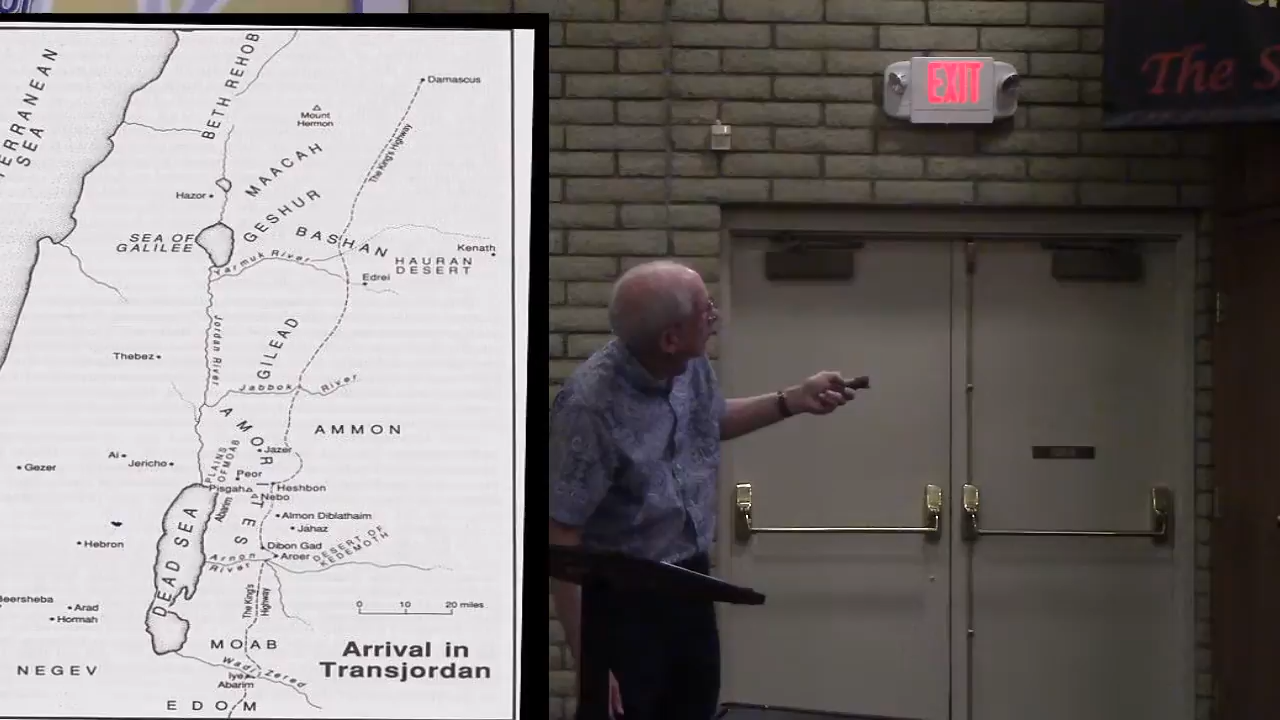 TERRANEAN
SEA
BETH REHOB
Damascus
Mount
Hermon
The King's Highway
MAACAH
Hazor
GESHUR
SEA OF
GALILEE
BASHAN
Kenath
HAURAN
DESERT
Yarmuk River
Edrei
Jordan River
GILEAD
Thebez
Jabbok River
AMORITES
AMMON
PLAINS
OF MOAB
Jazer
Ai
Jericho
Gezer
Peor
Pisgah
Heshbon
Nebo
Abarim
Almon Diblathaim
Jahaz
DEAD SEA
Hebron
Dibon Gad
Aroer
DESERT OF
KEDEMOTH
Arnon
River
The King's
Highway
Beersheba
Arad
Hormah
0 10 20 miles
MOAB
Arrival in
Transjordan
NEGEV
Wadi Zered
Iye
Abarim
EDOM
EXIT
The S